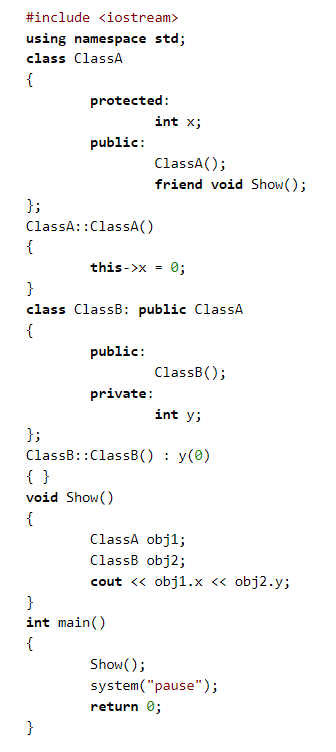 #include <iostream>
using namespace std;
class ClassA
{
protected:
int x;
public:
ClassA();
friend void Show();
};
ClassA::ClassA()
{
this->x = 0;
}
class ClassB: public ClassA
{
public:
ClassB();
private:
int y;
};
ClassB::ClassB() : y(0)
{ }
void Show()
{
ClassA obj1;
ClassB obj2;
cout << obj1.x << obj2.y;
}
int main()
{
Show();
system("pause");
return 0;
}